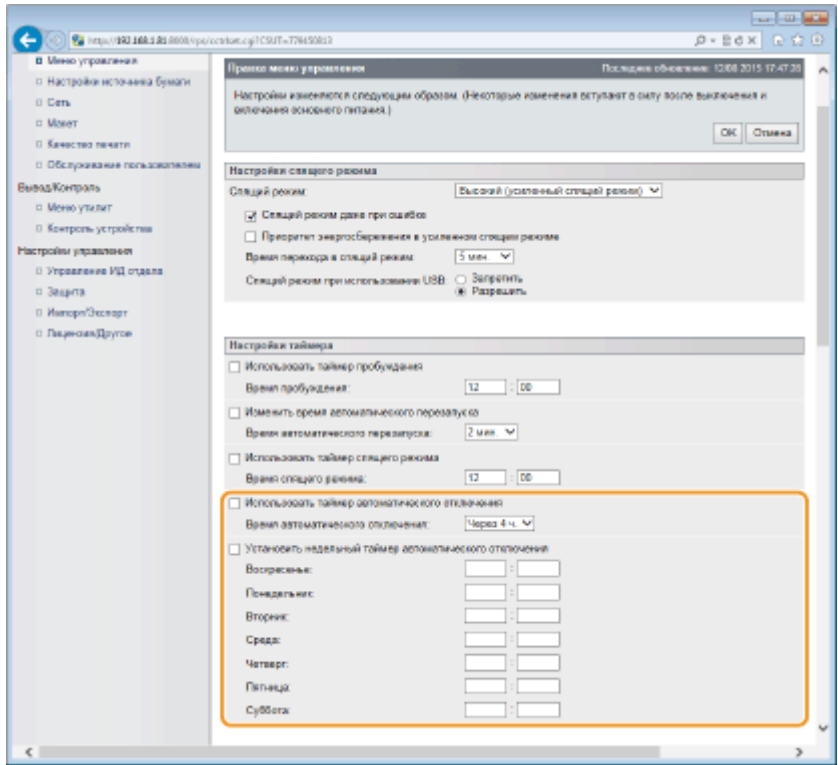 Меню управления
Настройки источника бумаги
Сеть
Макет
Качество печати
Обслуживание пользователем
Вывод/Контроль
Меню утилит
Контроль устройства
Настройки управления
Управление ИД отдела
Защита
Импорт/Экспорт
Лицензия/Другое
Правка меню управления
Последнее обновление: 12/08 2015 17:47:28
Настройки изменяются следующим образом. (Некоторые изменения вступают в силу после выключения и
включения основного питания.)
OK Отмена
Настройки спящего режима
Спящий режим: Высокий (усиленный спящий режим)
Спящий режим даже при ошибке
Приоритет энергосбережения в усиленном спящем режиме
Время перехода в спящий режим: 5 мин.
Спящий режим при использовании USB: Запретить
Разрешить
Настройки таймера
Использовать таймер пробуждения
Время пробуждения: 12 : 00
Изменить время автоматического перезапуска
Время автоматического перезапуска: 2 мин.
Использовать таймер спящего режима
Время спящего режима: 12 : 00
Использовать таймер автоматического отключения
Время автоматического отключения: Через 4 ч.
Установить недельный таймер автоматического отключения
Воскресенье: :
Понедельник: :
Вторник: :
Среда: :
Четверг: :
Пятница: :
Суббота: :